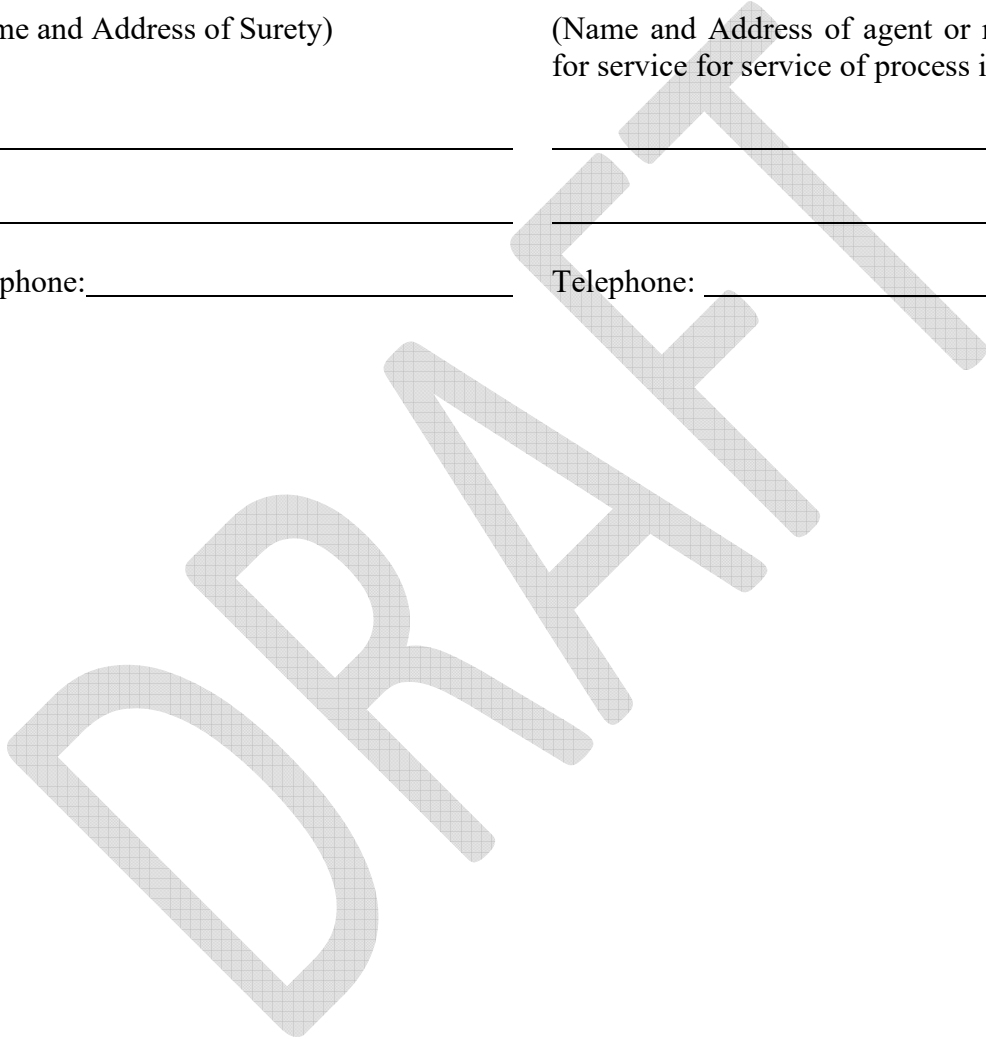 me and Address of Surety)
(Name and Address of agent or
for service for service of process
phone:
Telephone:
DRAFT